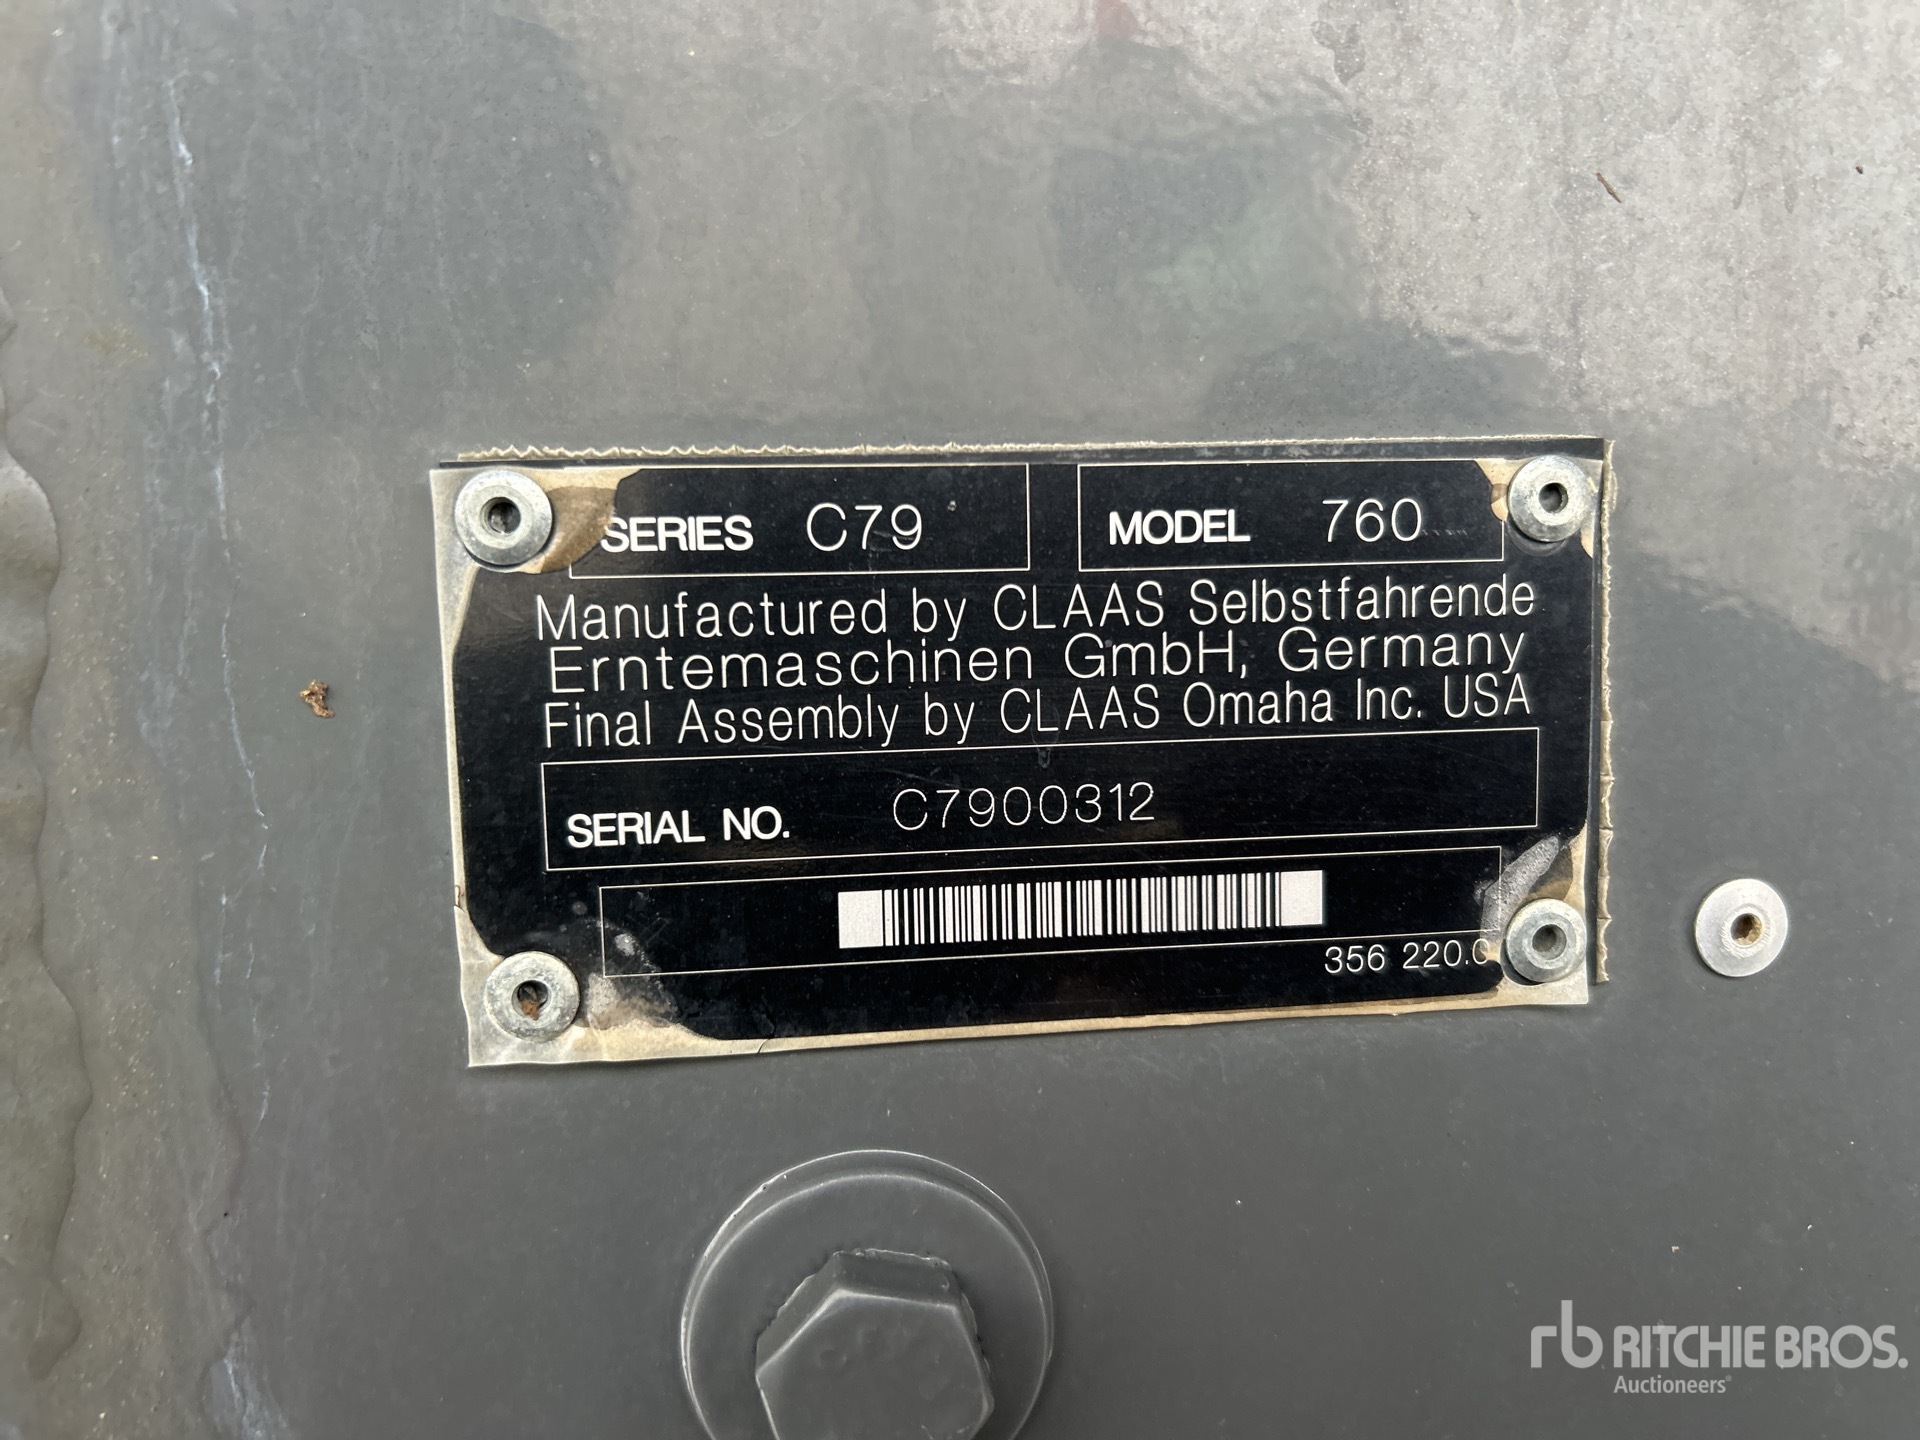 SERIES C79
MODEL 760
Manufactured by CLAAS Selbstfahrende
Erntemaschinen GmbH, Germany
Final Assembly by CLAAS Omaha Inc. USA
SERIAL NO. C7900312
356 220.0
rb RITCHIE BROS.
Auctioneers